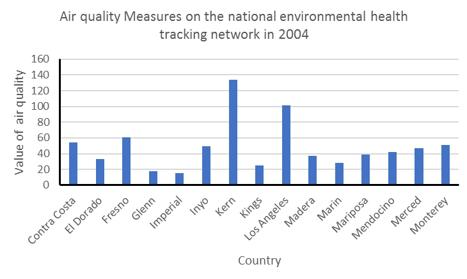 Air quality Measures on the national environmental health
tracking network in 2004
Value of air quality
160
140
120
100
80
60
40
20
0
Contra Costa
El Dorado
Fresno
Glenn
Imperial
Inyo
Kern
Kings
Los Angeles
Madera
Marin
Mariposa
Mendocino
Merced
Monterey
Country